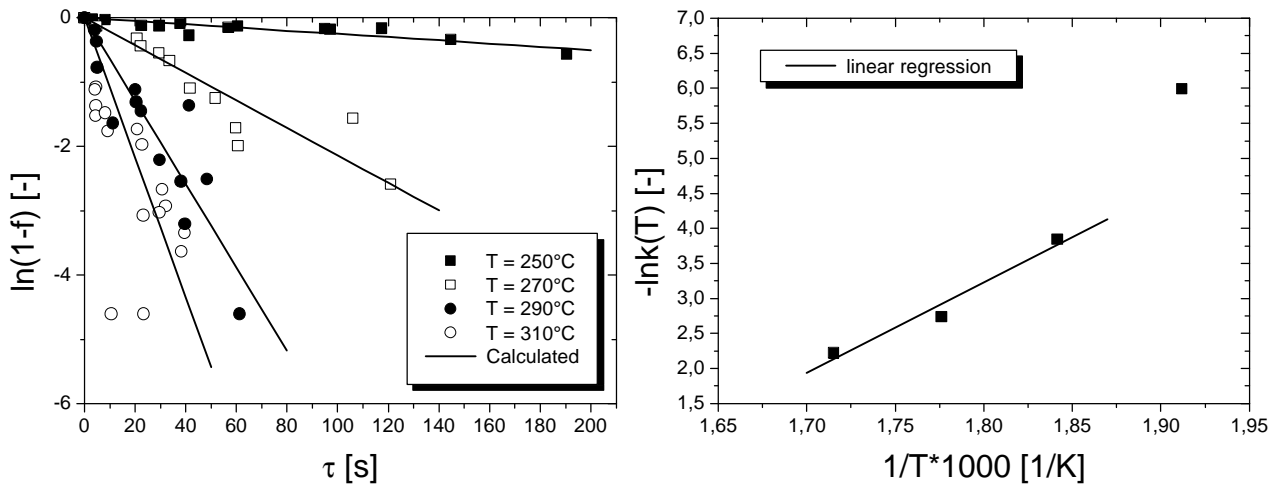 0
-2
-4
-6
ln(1-f) [-]
0 20 40 60 80 100 120 140 160 180 200
τ [s]
T = 250°C
T = 270°C
T = 290°C
T = 310°C
Calculated
7,0
6,5
6,0
5,5
5,0
4,5
4,0
3,5
3,0
2,5
2,0
1,5
-lnk(T) [-]
linear regression
1,65 1,70 1,75 1,80 1,85 1,90 1,95
1/T*1000 [1/K]